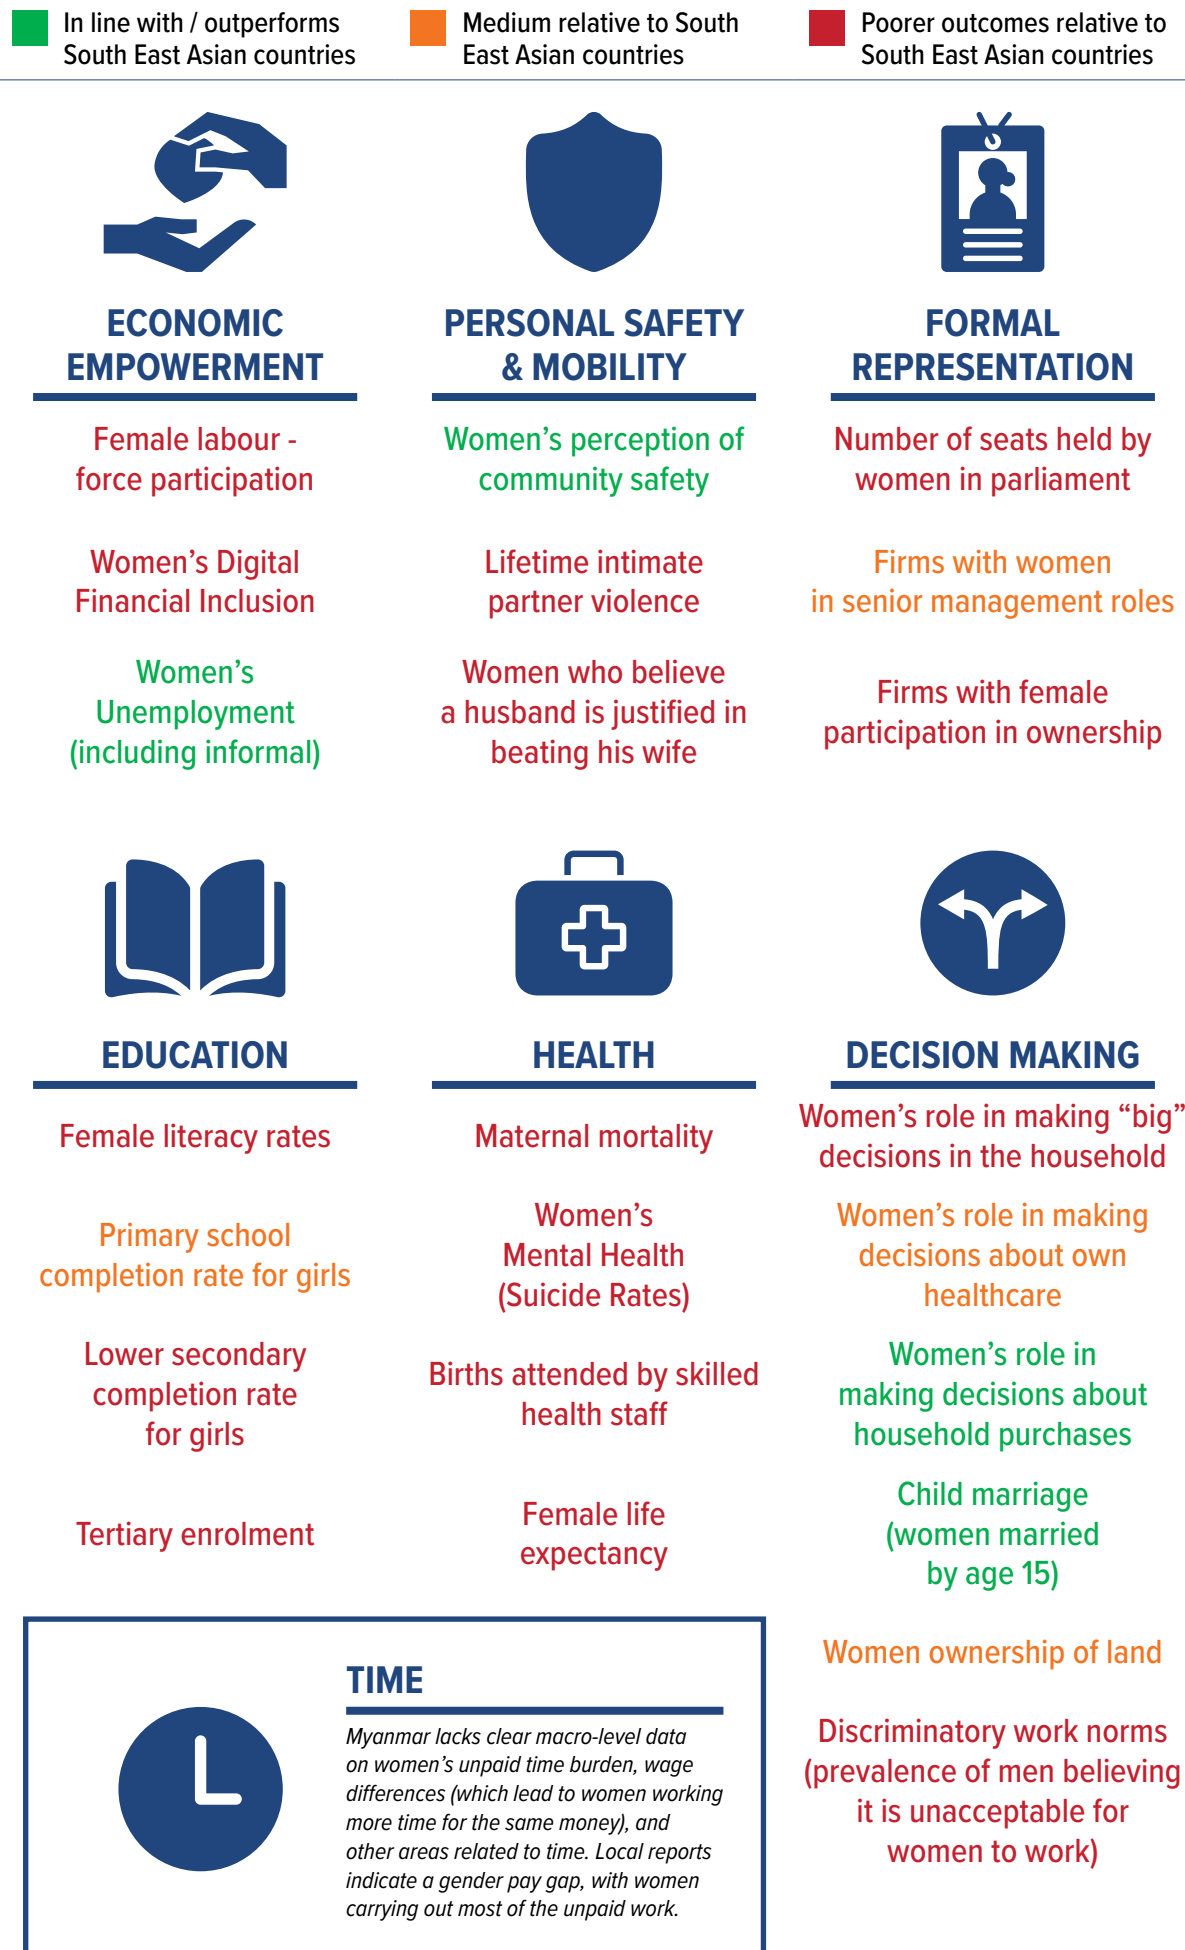 In line with / outperforms
South East Asian countries
Medium relative to South
East Asian countries
Poorer outcomes relative to
South East Asian countries
ECONOMIC
EMPOWERMENT
Female labour -
force participation
Women’s Digital
Financial Inclusion
Women’s
Unemployment
(including informal)
PERSONAL SAFETY
& MOBILITY
Women’s perception of
community safety
Lifetime intimate
partner violence
Women who believe
a husband is justified in
beating his wife
FORMAL
REPRESENTATION
Number of seats held by
women in parliament
Firms with women
in senior management roles
Firms with female
participation in ownership
EDUCATION
Female literacy rates
Primary school
completion rate for girls
Lower secondary
completion rate
for girls
Tertiary enrolment
HEALTH
Maternal mortality
Women’s
Mental Health
(Suicide Rates)
Births attended by skilled
health staff
Female life
expectancy
DECISION MAKING
Women’s role in making “big”
decisions in the household
Women’s role in making
decisions about own
healthcare
Women’s role in
making decisions about
household purchases
Child marriage
(women married
by age 15)
Women ownership of land
Discriminatory work norms
(prevalence of men believing
it is unacceptable for
women to work)
TIME
Myanmar lacks clear macro-level data
on women’s unpaid time burden, wage
differences (which lead to women working
more time for the same money), and
other areas related to time. Local reports
indicate a gender pay gap, with women
carrying out most of the unpaid work.